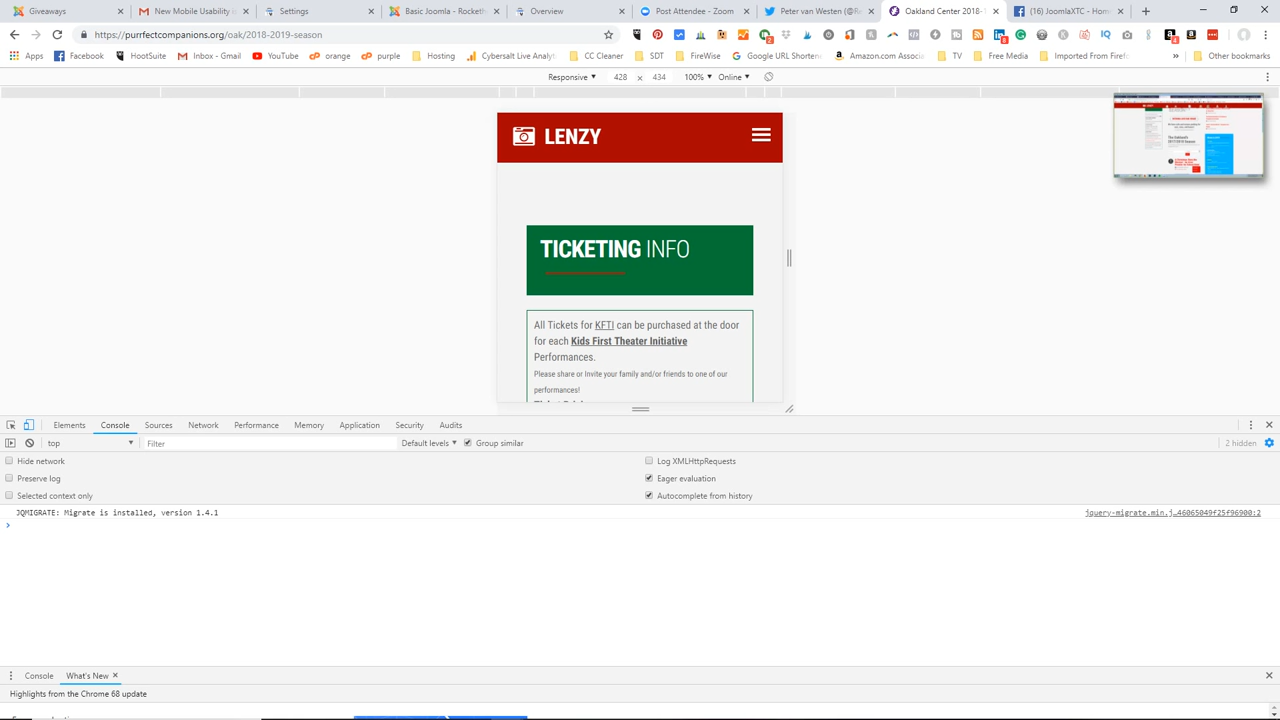 Giveaways
New Mobile Usability i
Settings
Basic Joomla - Rocketh
Overview
Post Attendee - Zoom
Peter van Westen (@Re
Oakland Center 2018-1
(16) JoomlaXTC - Home
https://purrfectcompanions.org/oak/2018-2019-season
Apps
Facebook
HootSuite
Inbox - Gmail
YouTube
orange
purple
Hosting
Cybersalt Live Analyt
CC Cleaner
SDT
FireWise
Google URL Shortene
Amazon.com Associa
TV
Free Media
Imported From Firefo
»
Other bookmarks
Responsive
428
×
434
100%
Online
LENZY
TICKETING INFO
All Tickets for KFTI can be purchased at the door
for each Kids First Theater Initiative
Performances.
Please share or Invite your family and/or friends to one of our
performances!
Elements
Console
Sources
Network
Performance
Memory
Application
Security
Audits
top
Filter
Default levels
Group similar
2 hidden
Hide network
Log XMLHttpRequests
Preserve log
Eager evaluation
Selected context only
Autocomplete from history
JQMIGRATE: Migrate is installed, version 1.4.1
jquery-migrate.min.j…46065049f25f96900:2
Console
What's New
Highlights from the Chrome 68 update